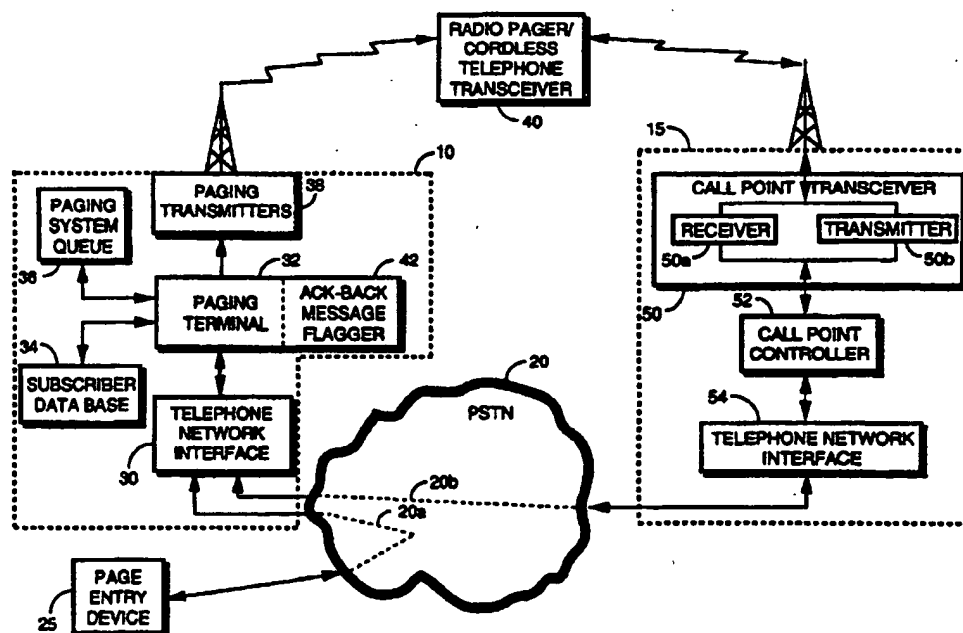 RADIO PAGER/
CORDLESS
TELEPHONE
TRANSCEIVER
40
10
15
PAGING
TRANSMITTERS
38
PAGING
SYSTEM
QUEUE
36
32
42
PAGING
TERMINAL
ACK-BACK
MESSAGE
FLAGGER
34
SUBSCRIBER
DATA BASE
TELEPHONE
NETWORK
INTERFACE
30
CALL POINT TRANSCEIVER
RECEIVER
TRANSMITTER
50a
50b
50
52
CALL POINT
CONTROLLER
54
TELEPHONE NETWORK
INTERFACE
20
PSTN
20b
20a
PAGE
ENTRY
DEVICE
25